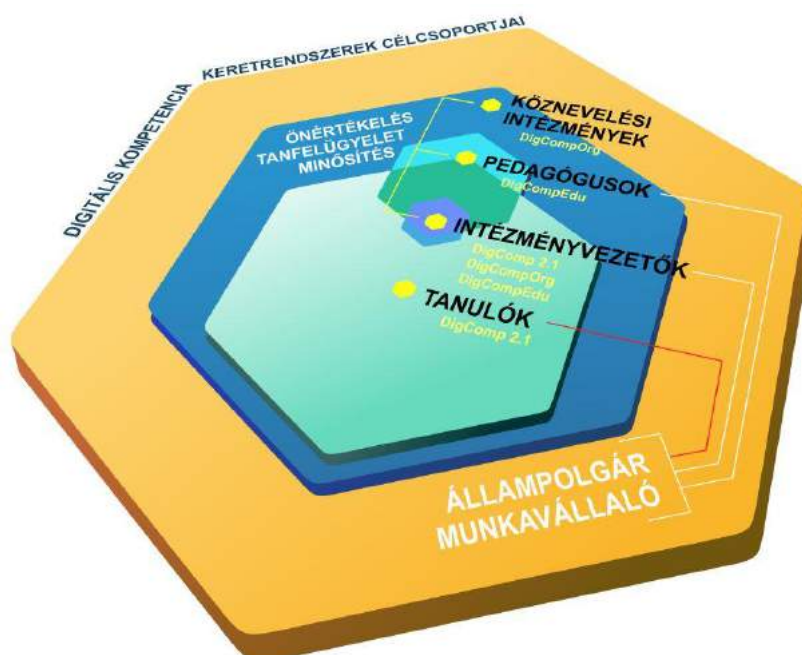 DIGITÁLIS KOMPETENCIA
KERETRENDSZEREK CÉLCSOPORTJAI
ÖNÉRTÉKELÉS
TANFELÜGYELET
MINŐSÍTÉS
KÖZNEVELÉSI
INTÉZMÉNYEK
DigCompOrg
PEDAGÓGUSOK
DigCompEdu
INTÉZMÉNYVEZETŐK
DigComp 2.1
DigCompOrg
DigCompEdu
TANULÓK
DigComp 2.1
ÁLLAMPOLGÁR
MUNKAVÁLLALÓ